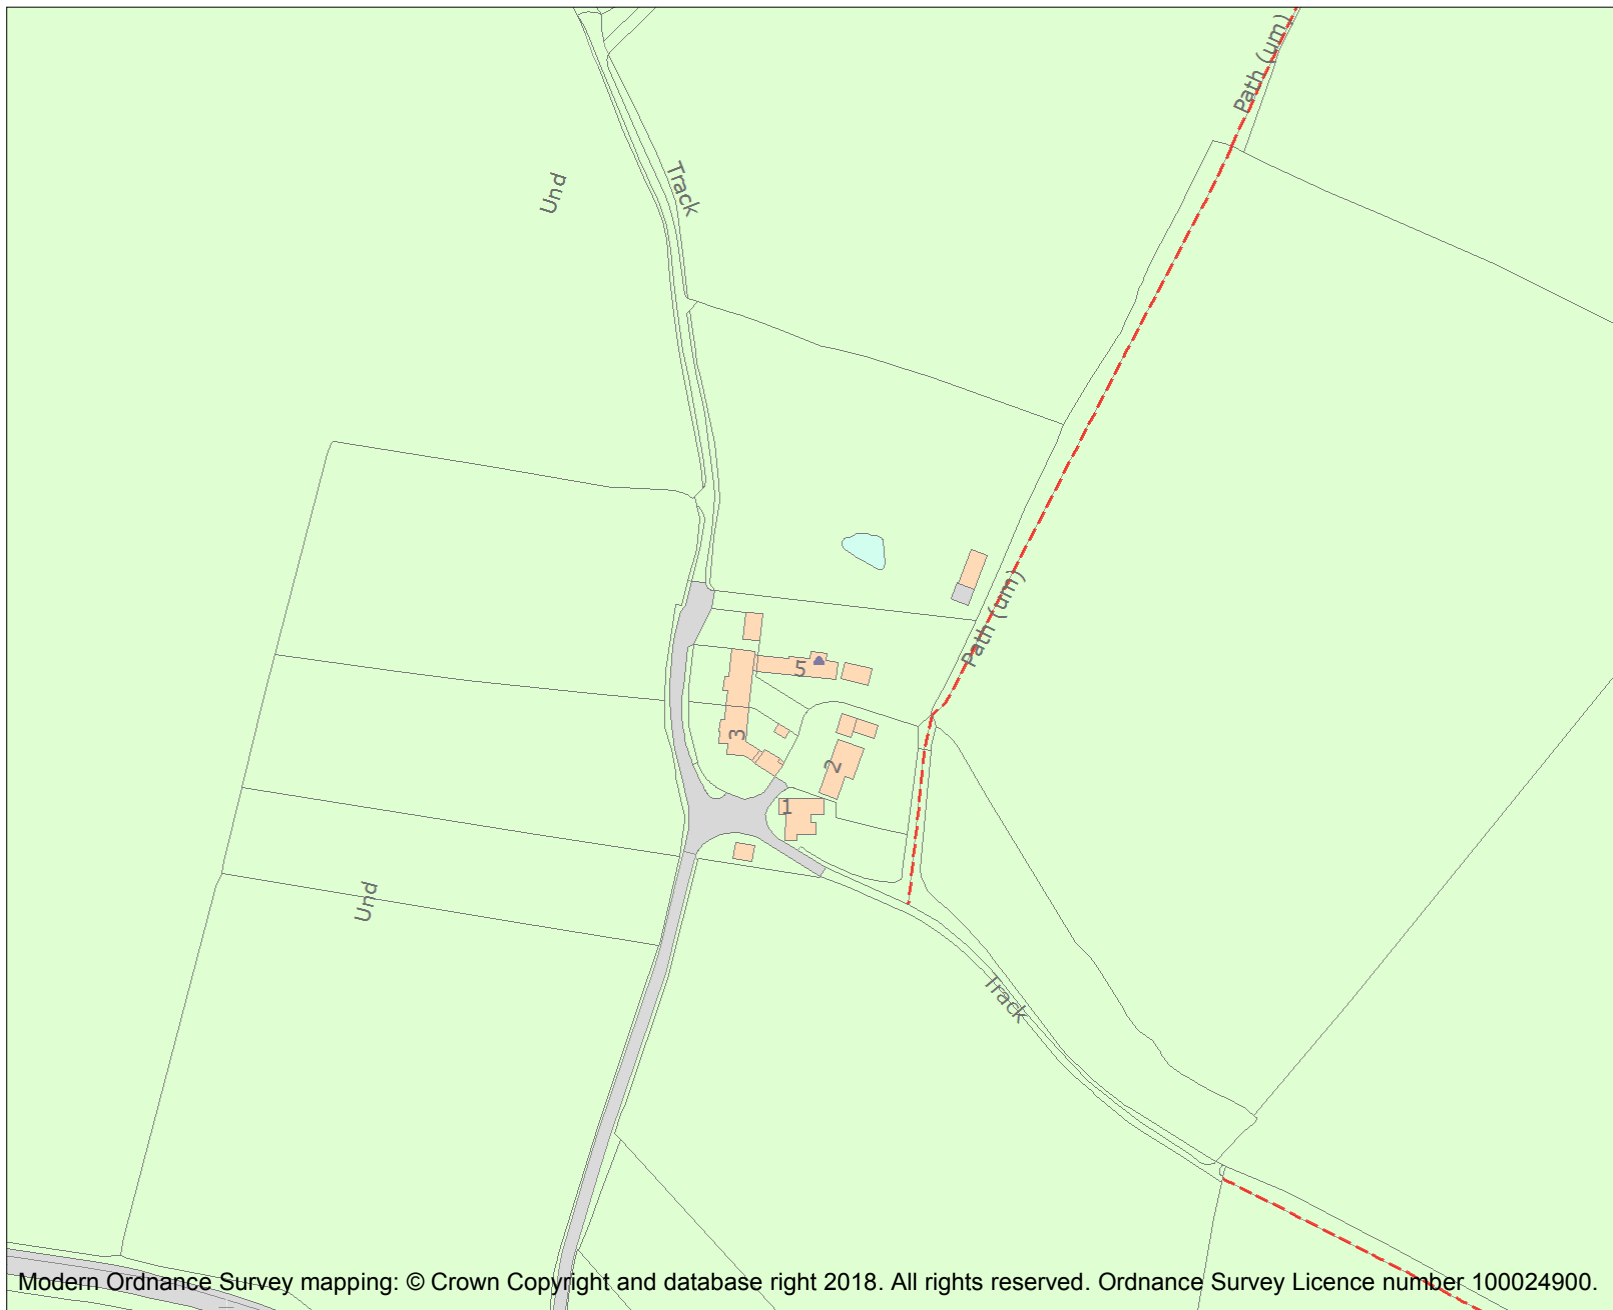 Path (um)
Track
Und
Path (um)
5
3
2
1
Und
Track
Modern Ordnance Survey mapping: © Crown Copyright and database right 2018. All rights reserved. Ordnance Survey Licence number 100024900.